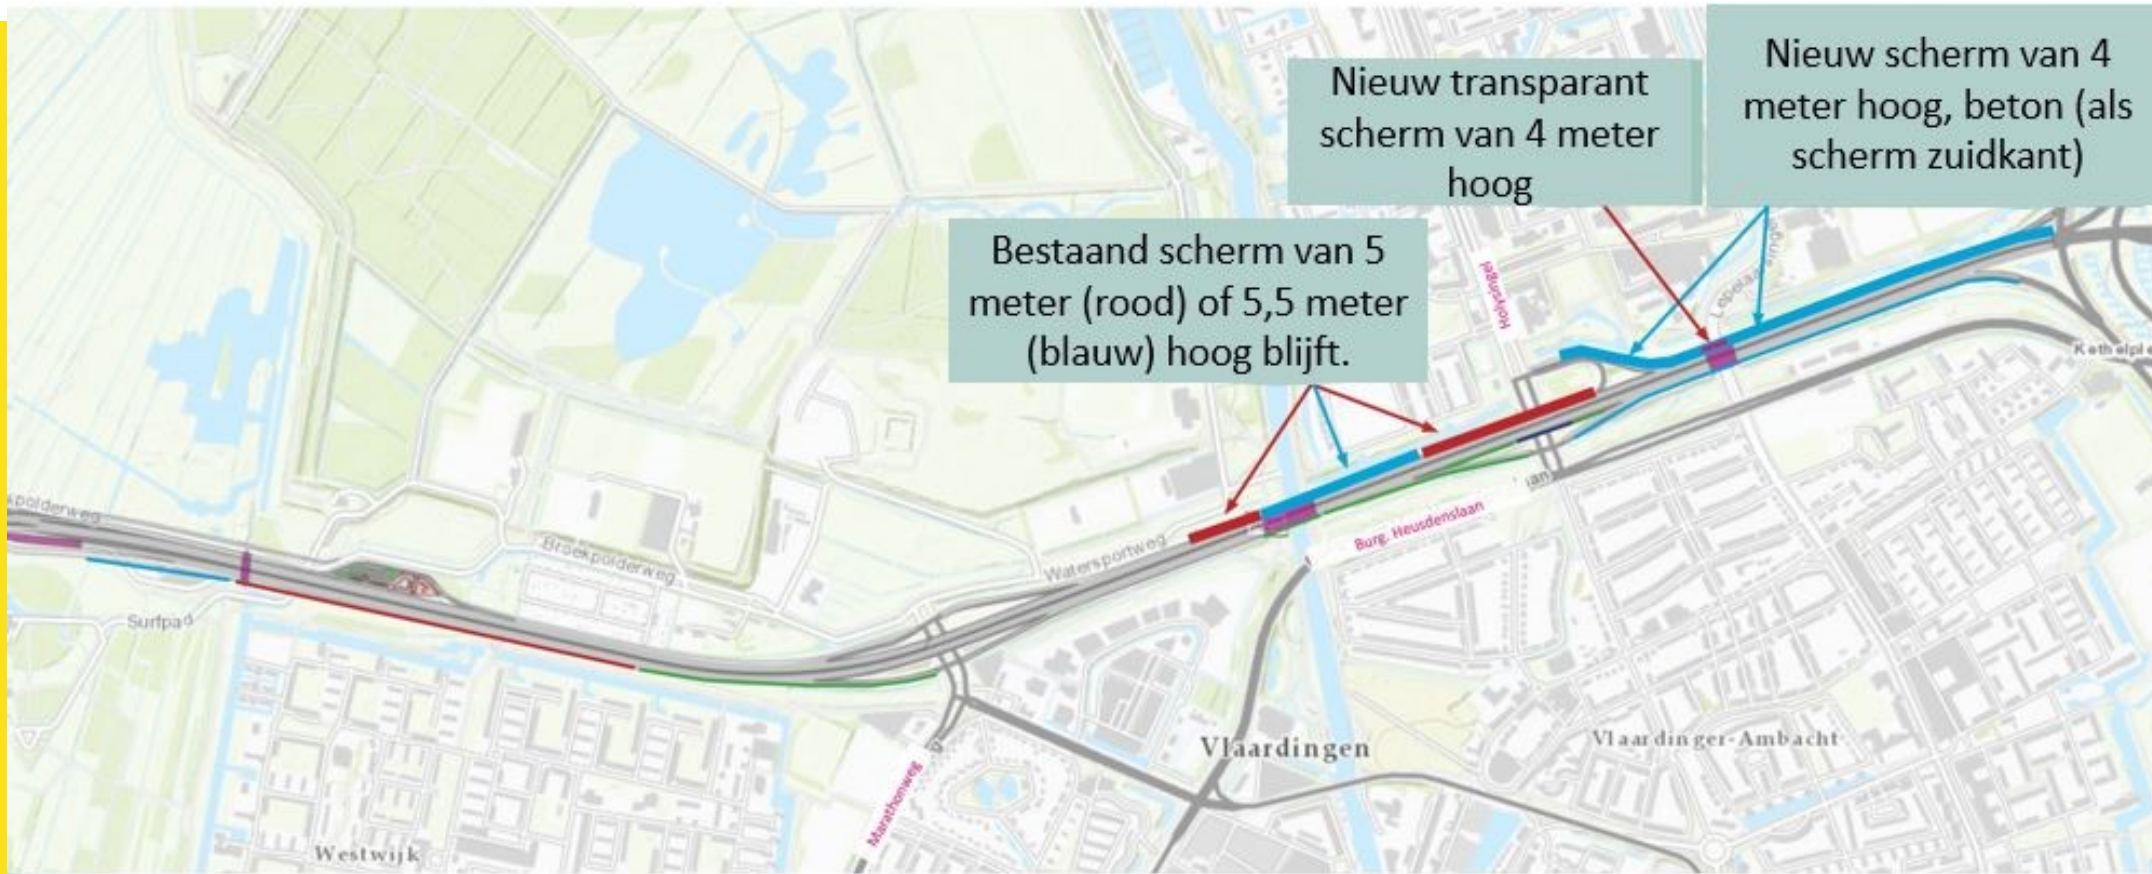 Nieuw scherm van 4
meter hoog, beton (als
scherm zuidkant)
Nieuw transparant
scherm van 4 meter
hoog
Bestaand scherm van 5
meter (rood) of 5,5 meter
(blauw) hoog blijft.
Holysingel
Watersportweg
Broekpolderweg
Burg. Heusdenslaan
Surfpad
Marathonweg
Vlaardingen
Vlaardinger-Ambacht
Westwijk